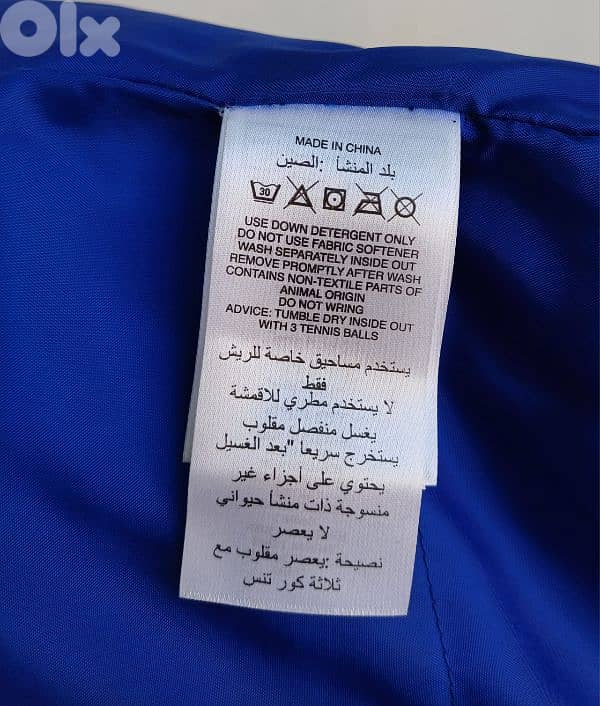 Olx
MADE IN CHINA
بلد المنشأ :الصين
30
USE DOWN DETERGENT ONLY
DO NOT USE FABRIC SOFTENER
WASH SEPARATELY INSIDE OUT
REMOVE PROMPTLY AFTER WASH
CONTAINS NON-TEXTILE PARTS OF
ANIMAL ORIGIN
DO NOT WRING
ADVICE: TUMBLE DRY INSIDE OUT
WITH 3 TENNIS BALLS
يستخدم مساحيق خاصة للريش
فقط
لا يستخدم مطري للاقمشة
يغسل منفصل مقلوب
يستخرج سريعا "بعد الغسيل
يحتوي على أجزاء غير
منسوجة ذات منشأ حيواني
لا يعصر
نصيحة :يعصر مقلوب مع
ثلاثة كور تنس